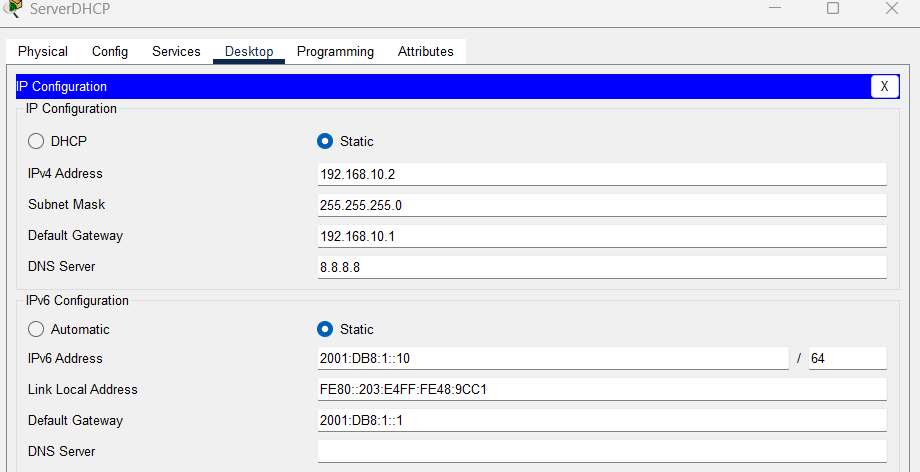 ServerDHCP
Physical Config Services Desktop Programming Attributes
IP Configuration X
IP Configuration
DHCP Static
IPv4 Address 192.168.10.2
Subnet Mask 255.255.255.0
Default Gateway 192.168.10.1
DNS Server 8.8.8.8
IPv6 Configuration
Automatic Static
IPv6 Address 2001:DB8:1::10 / 64
Link Local Address FE80::203:E4FF:FE48:9CC1
Default Gateway 2001:DB8:1::1
DNS Server